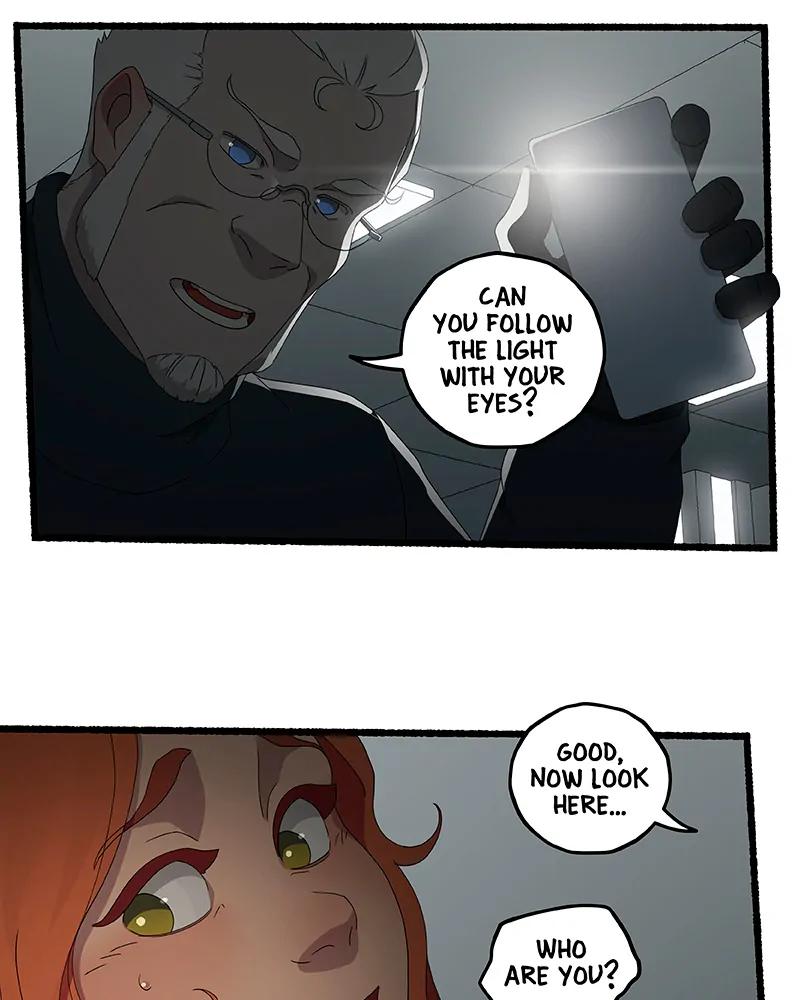 CAN
YOU FOLLOW
THE LIGHT
WITH YOUR
EYES?
GOOD,
NOW LOOK
HERE...
WHO
ARE YOU?